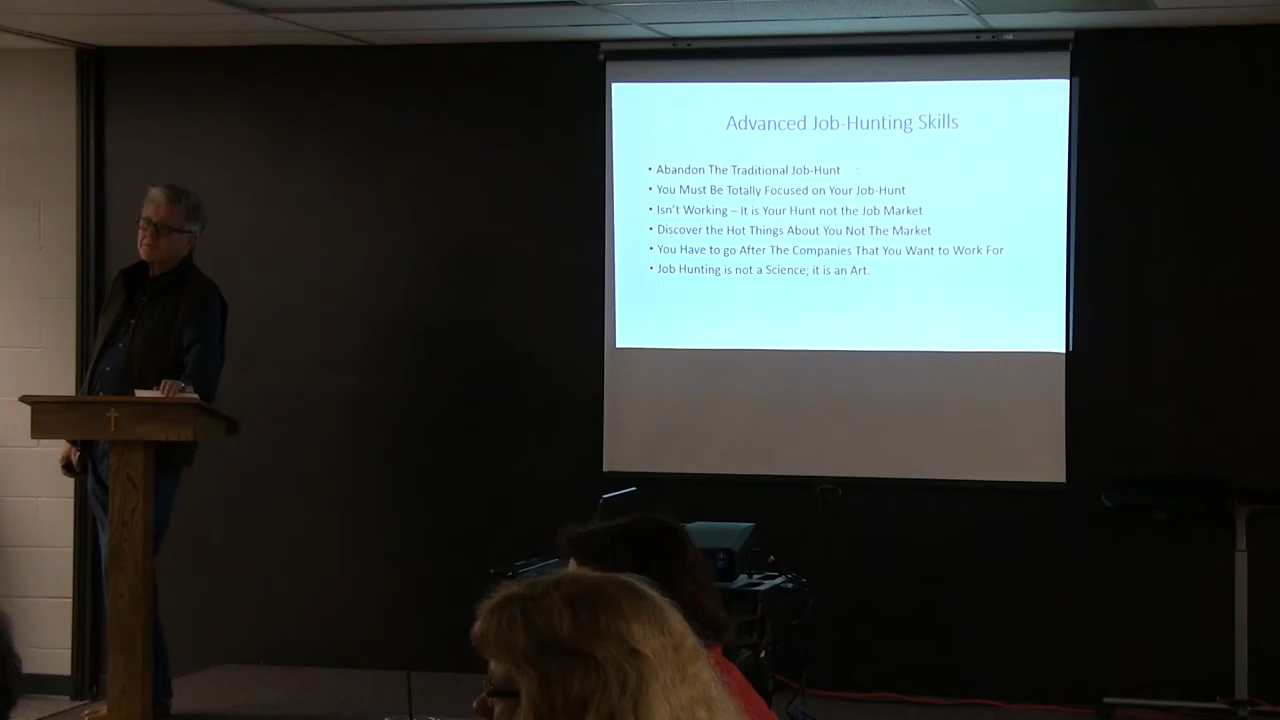 Advanced Job-Hunting Skills
• Abandon The Traditional Job-Hunt
• You Must Be Totally Focused on Your Job-Hunt
• Isn't Working – It is Your Hunt not the Job Market
• Discover the Hot Things About You Not The Market
• You Have to go After The Companies That You Want to Work For
• Job Hunting is not a Science; it is an Art.